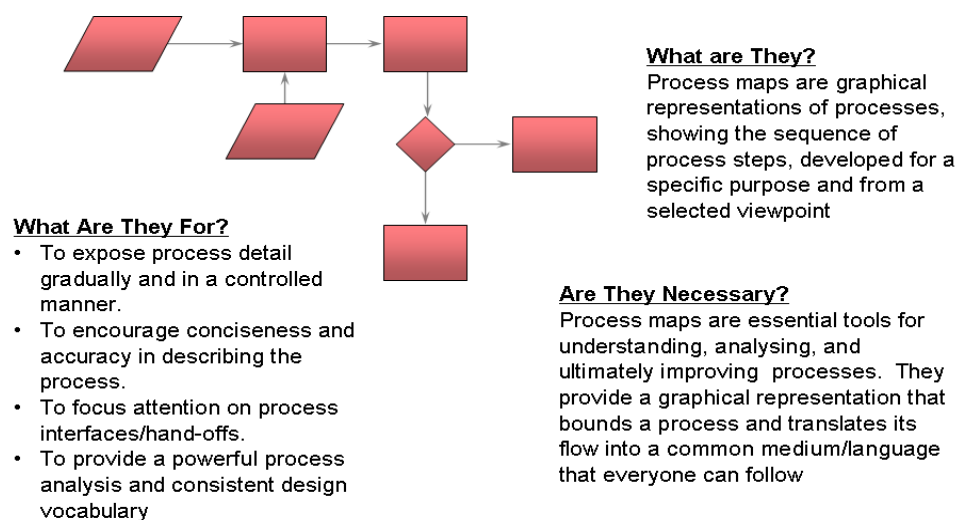 What are They?
Process maps are graphical
representations of processes,
showing the sequence of
process steps, developed for a
specific purpose and from a
selected viewpoint
What Are They For?
• To expose process detail
gradually and in a controlled
manner.
• To encourage conciseness and
accuracy in describing the
process.
• To focus attention on process
interfaces/hand-offs.
• To provide a powerful process
analysis and consistent design
vocabulary
Are They Necessary?
Process maps are essential tools for
understanding, analysing, and
ultimately improving  processes.  They
provide a graphical representation that
bounds a process and translates its
flow into a common medium/language
that everyone can follow